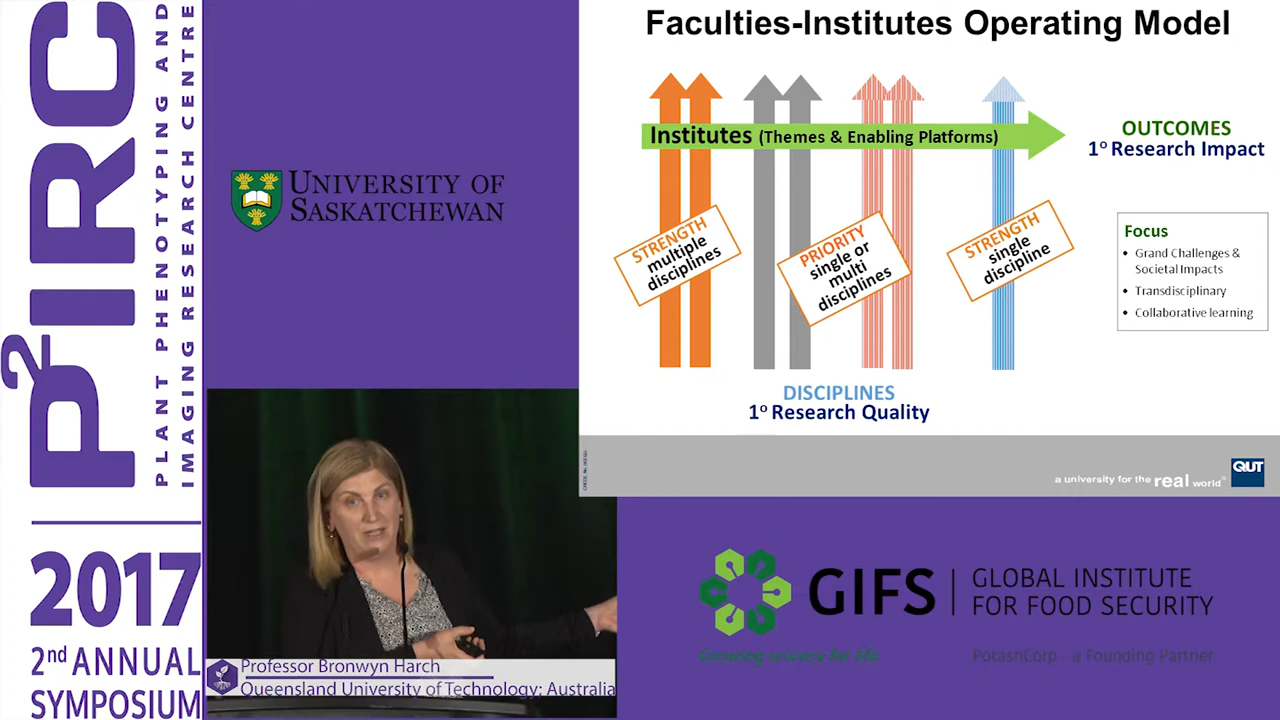 P²IRC
PLANT PHENOTYPING AND
IMAGING RESEARCH CENTRE
2017
2nd ANNUAL
SYMPOSIUM
UNIVERSITY OF
SASKATCHEWAN
Faculties-Institutes Operating Model
Institutes (Themes & Enabling Platforms)
OUTCOMES
1º Research Impact
STRENGTH
multiple
disciplines
PRIORITY
single or
multi
disciplines
STRENGTH
single
discipline
Focus
• Grand Challenges &
Societal Impacts
• Transdisciplinary
• Collaborative learning
DISCIPLINES
1º Research Quality
a university for the real world®
QUT
Professor Bronwyn Harch
Queensland University of Technology: Australia
GIFS
GLOBAL INSTITUTE
FOR FOOD SECURITY
Growing science for life
PotashCorp - a Founding Partner